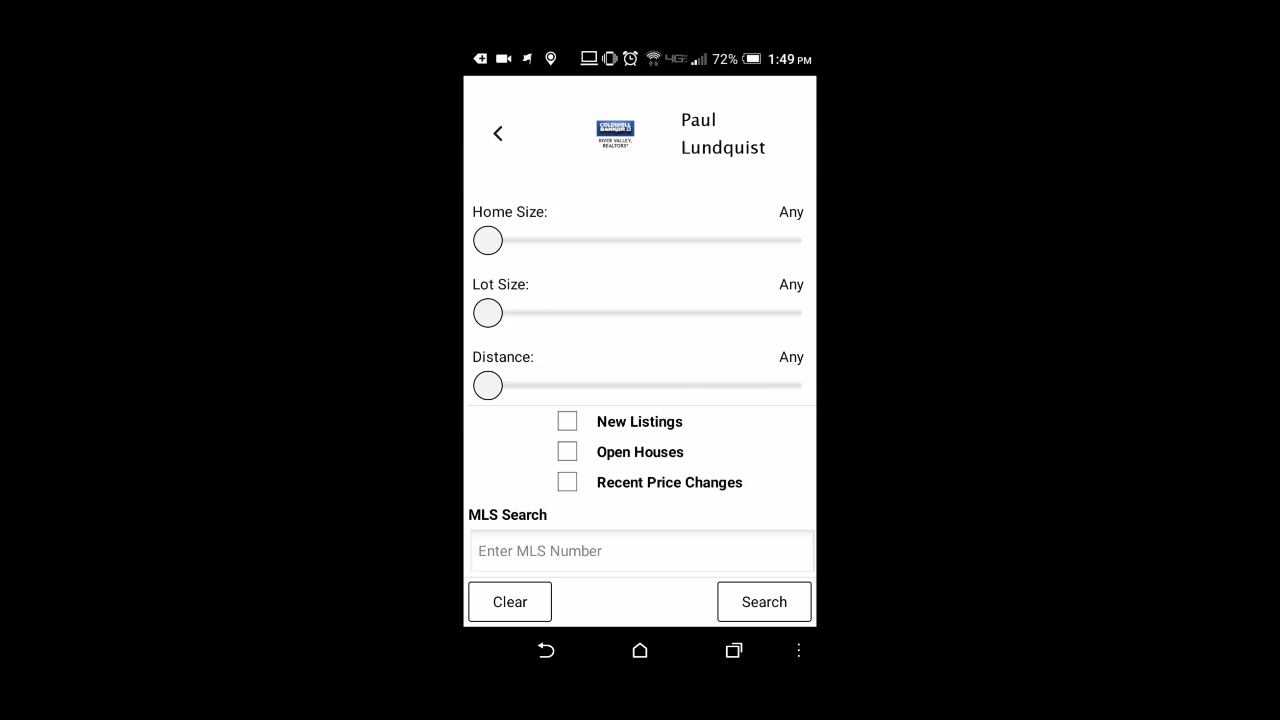 4G 72% 1:49 PM
COLDWELL
BANKER
RIVER VALLEY,
REALTORS®
Paul
Lundquist
Home Size: Any
Lot Size: Any
Distance: Any
New Listings
Open Houses
Recent Price Changes
MLS Search
Enter MLS Number
Clear Search